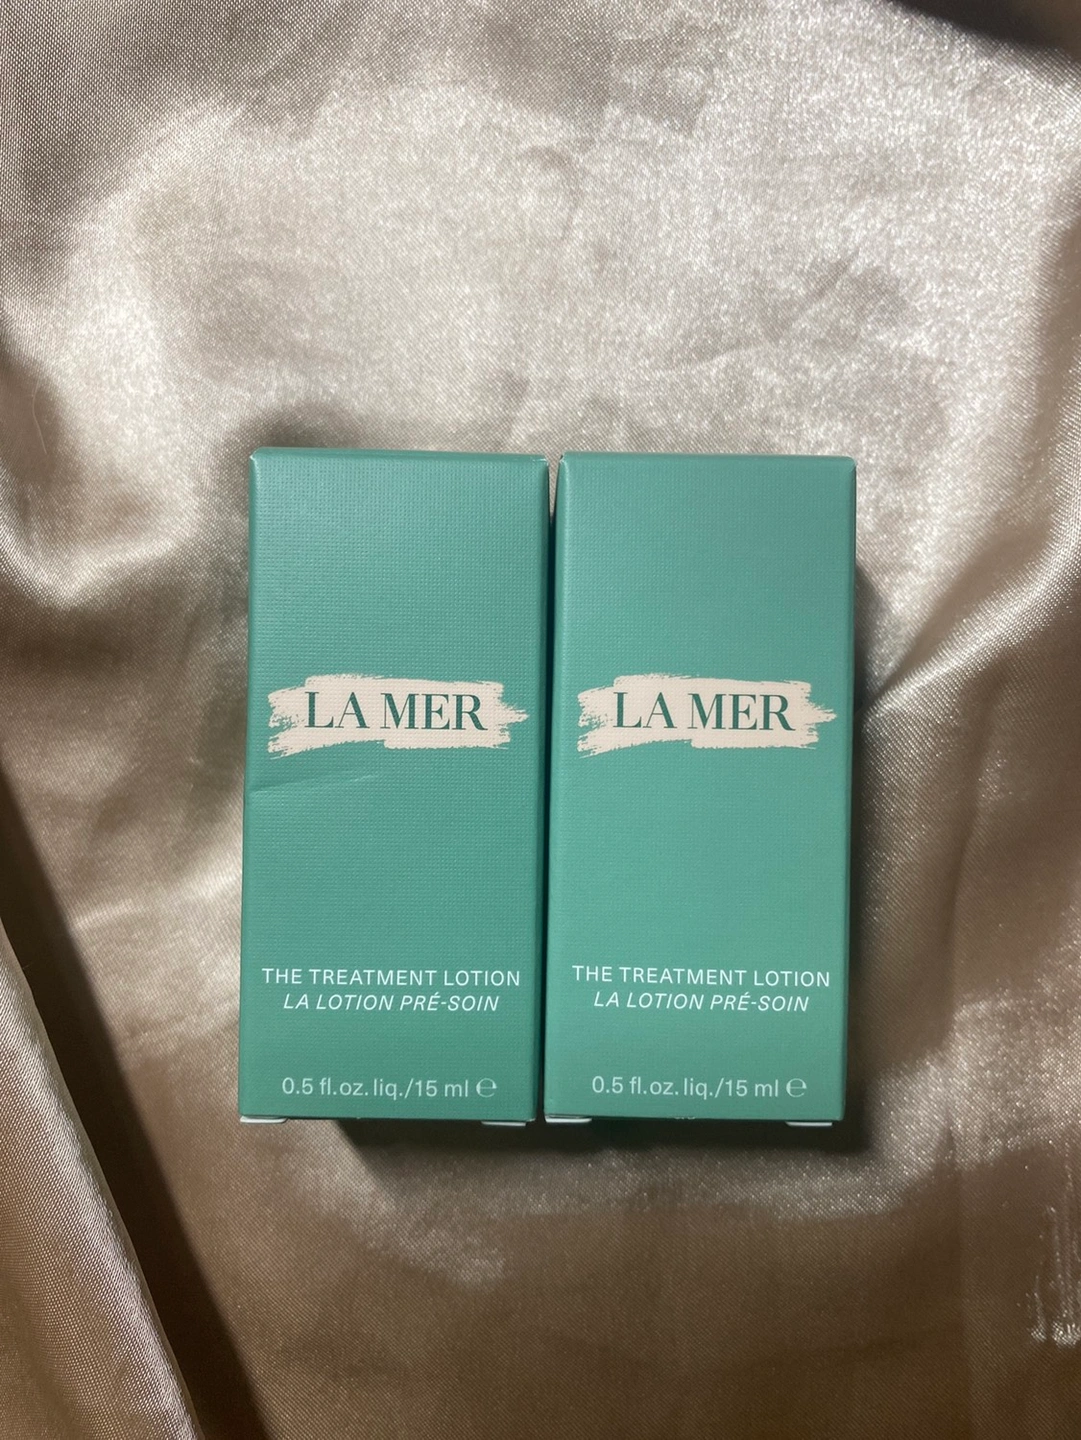 LA MER
THE TREATMENT LOTION
LA LOTION PRÉ-SOIN
0.5 fl.oz. liq./15 ml ℮
LA MER
THE TREATMENT LOTION
LA LOTION PRÉ-SOIN
0.5 fl.oz. liq./15 ml ℮